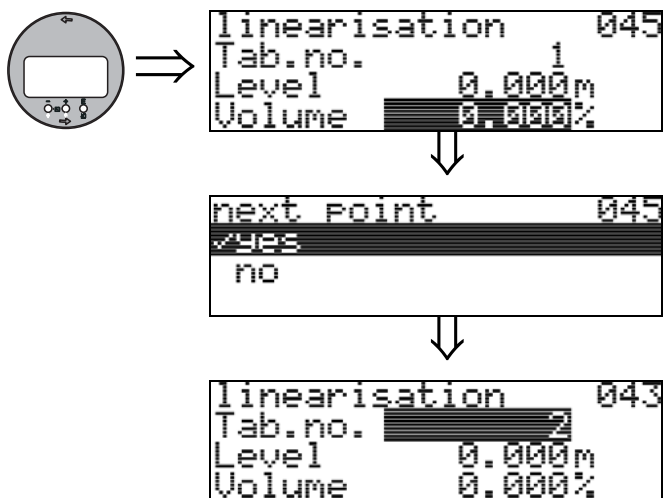 linearisation 045
Tab.no. 1
Level 0.000m
Volume 0.000%
next point 045
✓yes
no
linearisation 043
Tab.no. 2
Level 0.000m
Volume 0.000%